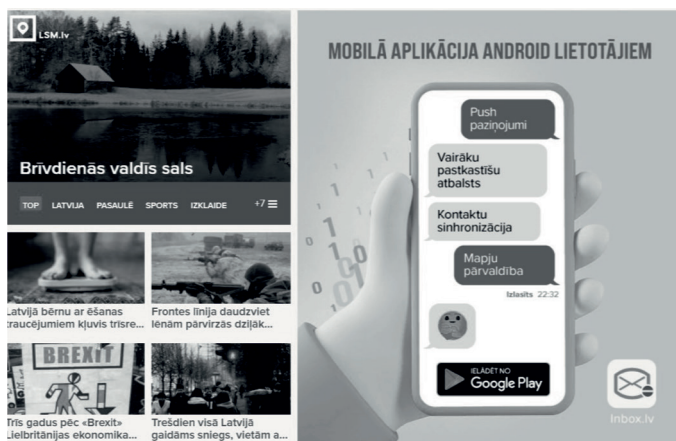 LSM.lv
Brīvdienās valdīs sals
TOP LATVIJA PASAULĒ SPORTS IZKLAIDE +7
Latvijā bērnu ar ēšanas
traucējumiem kļuvis trīsre...
Frontes līnija daudzviet
lēnām pārvirzās dziļāk...
BREXIT
Trīs gadus pēc «Brexit»
Lielbritānijas ekonomika...
Trešdien visā Latvijā
gaidāms sniegs, vietām a...
MOBILĀ APLIKĀCIJA ANDROID LIETOTĀJIEM
Push
paziņojumi
Vairāku
pastkastīšu
atbalsts
Kontaktu
sinhronizācija
Mapju
pārvaldība
Izlasīts 22:32
IELĀDĒT NO
Google Play
Inbox.lv